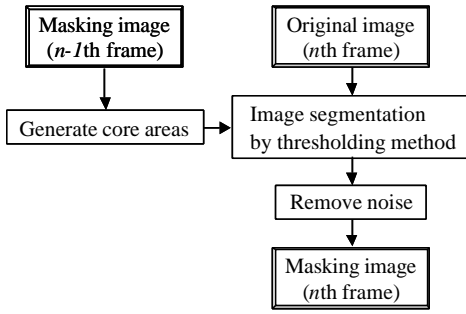 Masking image
(n-1th frame)
Original image
(nth frame)
Generate core areas
Image segmentation
by thresholding method
Remove noise
Masking image
(nth frame)